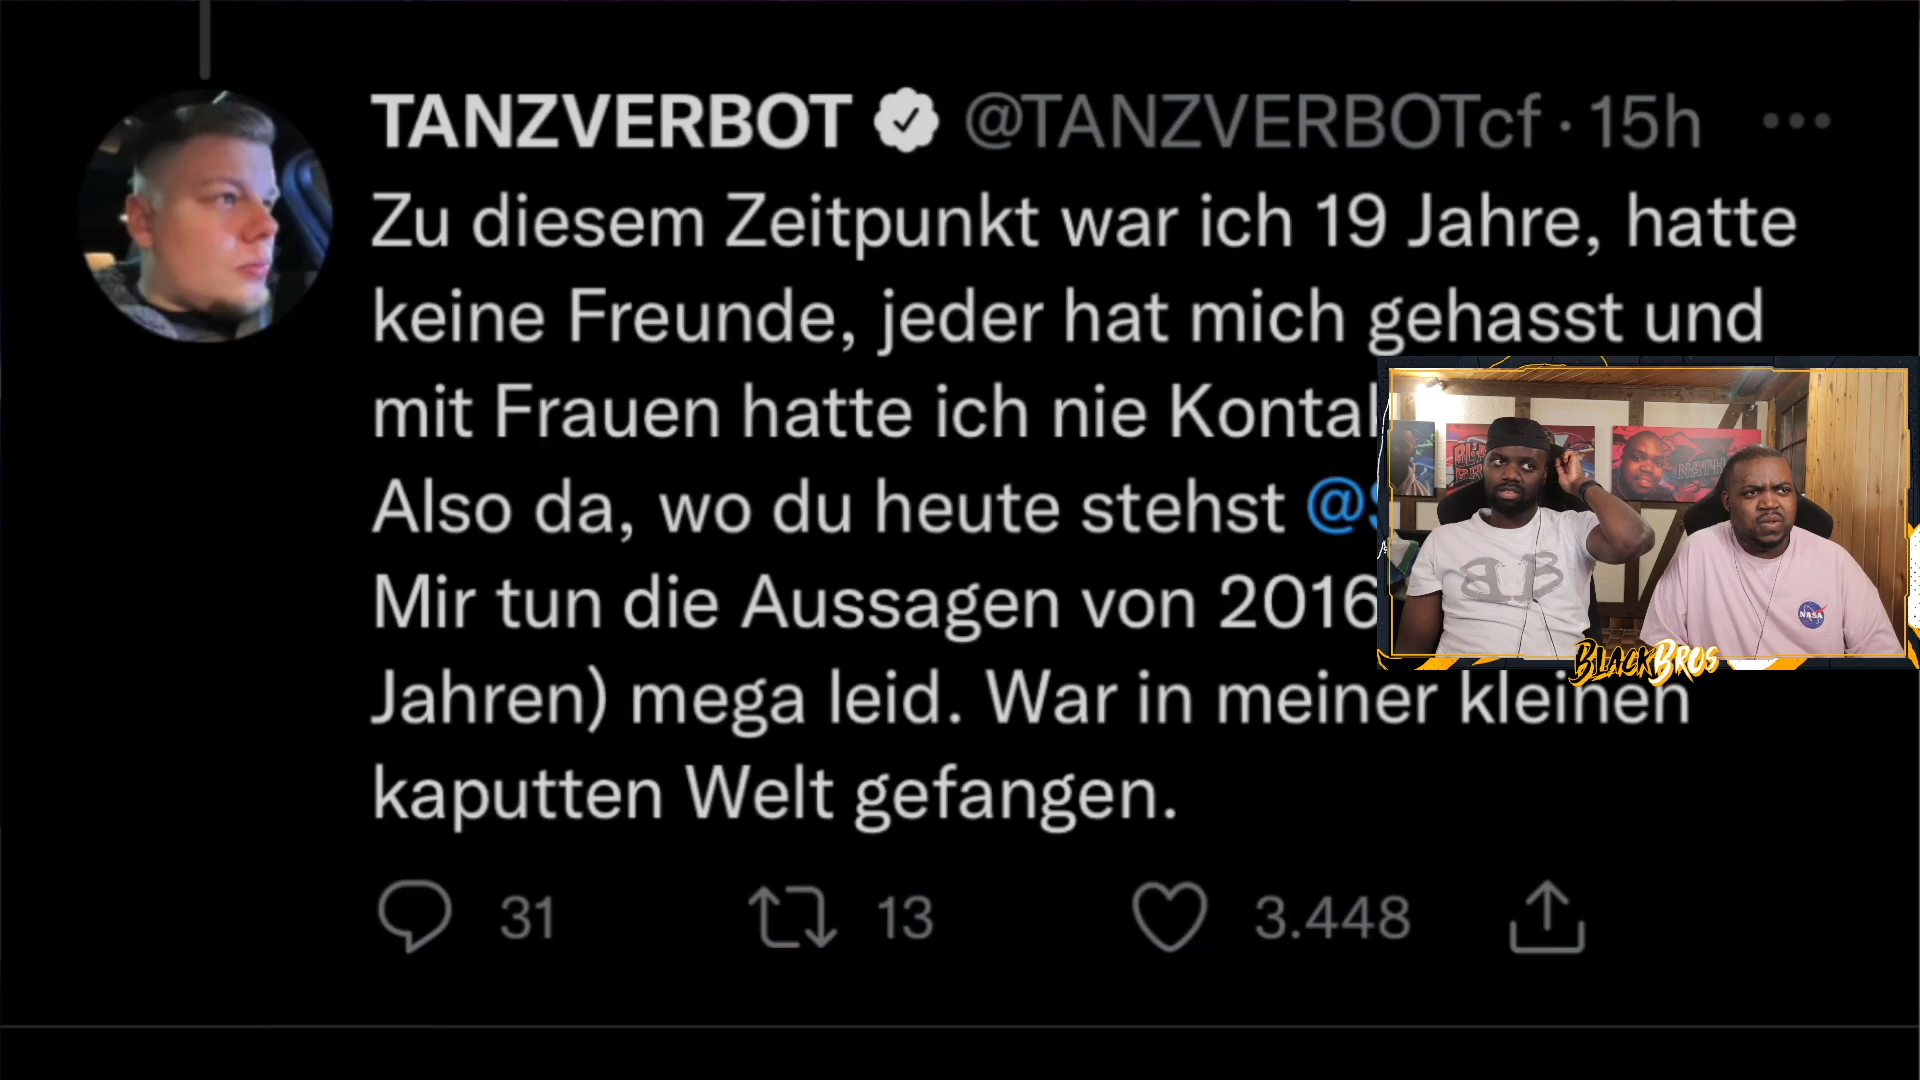 TANZVERBOT @TANZVERBOTcf · 15h
Zu diesem Zeitpunkt war ich 19 Jahre, hatte
keine Freunde, jeder hat mich gehasst und
mit Frauen hatte ich nie
Also da, wo du heute stehst
Mir tun die Aussagen von 2016
Jahren) mega leid. War in meiner kleinen
kaputten Welt gefangen.
31 13 3.448
NASA
BLACKBROS